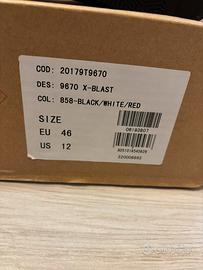 COD: 20179T9670
DES: 9670 X-BLAST
COL: 858-BLACK/WHITE/RED
SIZE
EU 46
US 12